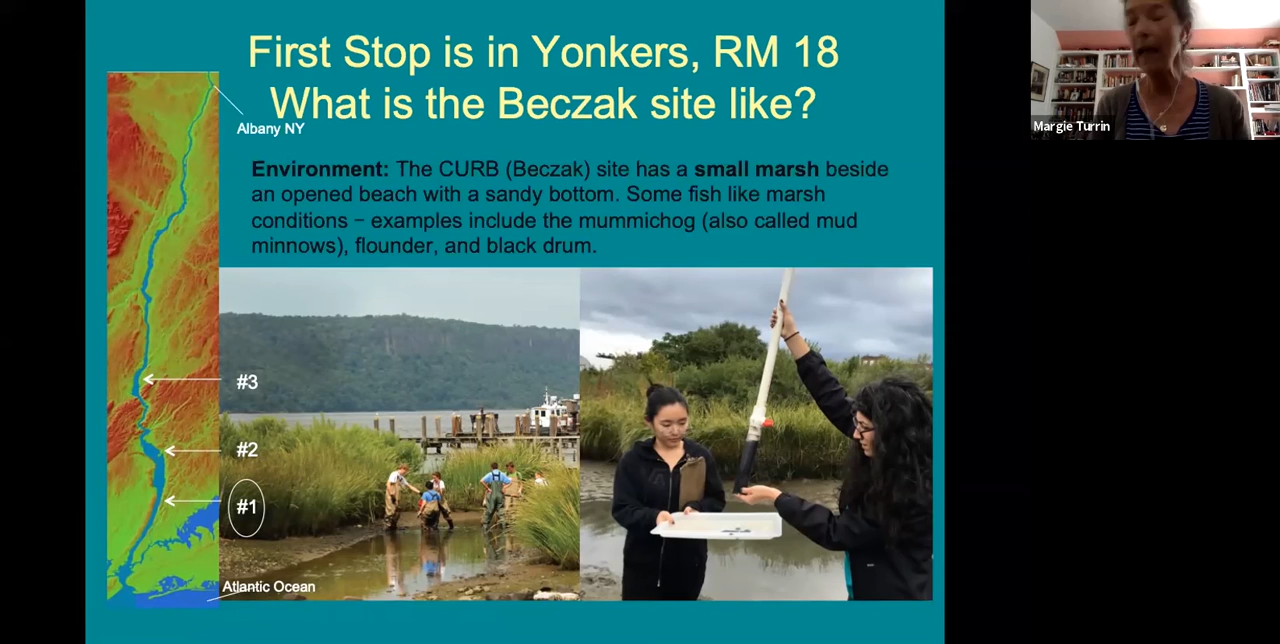 First Stop is in Yonkers, RM 18
What is the Beczak site like?
Albany NY
Environment: The CURB (Beczak) site has a small marsh beside
an opened beach with a sandy bottom. Some fish like marsh
conditions – examples include the mummichog (also called mud
minnows), flounder, and black drum.
#3
#2
#1
Atlantic Ocean
Margie Turrin